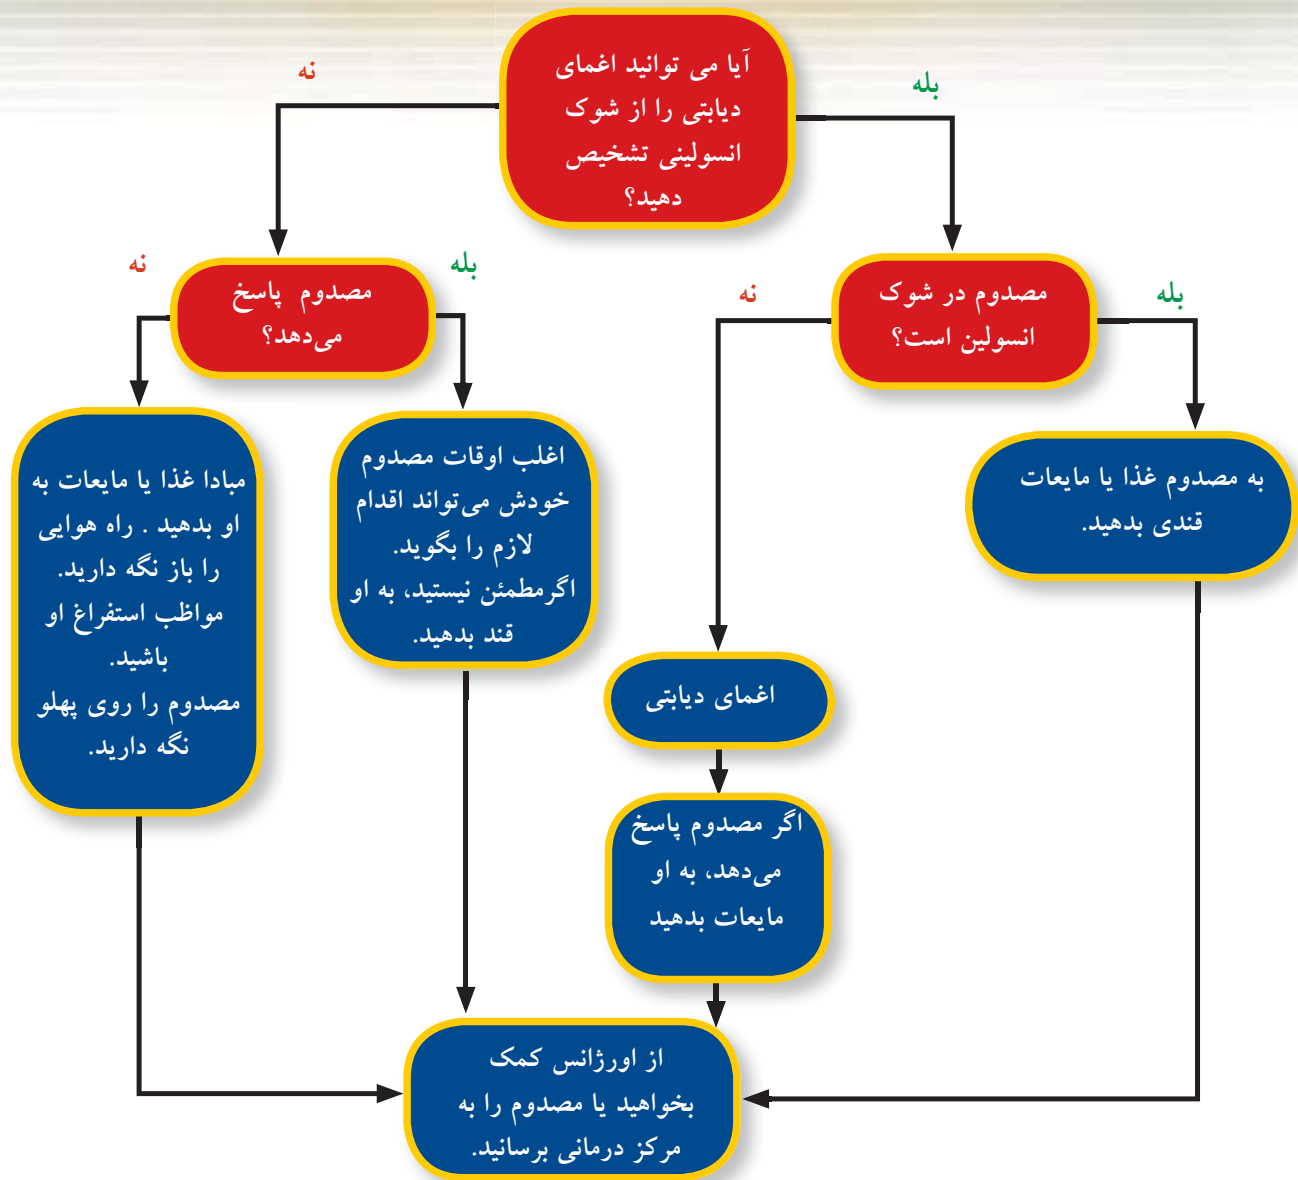 آیا می توانید اغمای
دیابتی را از شوک
انسولینی تشخیص
دهید؟
بله
نه
مصدوم در شوک
انسولین است؟
بله
نه
مصدوم پاسخ
می‌دهد؟
بله
نه
به مصدوم غذا یا مایعات
قندی بدهید.
اغمای دیابتی
اگر مصدوم پاسخ
می‌دهد، به او
مایعات بدهید
اغلب اوقات مصدوم
خودش می‌تواند اقدام
لازم را بگوید.
اگرمطمئن نیستید، به او
قند بدهید.
مبادا غذا یا مایعات به
او بدهید . راه هوایی
را باز نگه دارید.
مواظب استفراغ او
باشید.
مصدوم را روی پهلو
نگه دارید.
از اورژانس کمک
بخواهید یا مصدوم را به
مرکز درمانی برسانید.